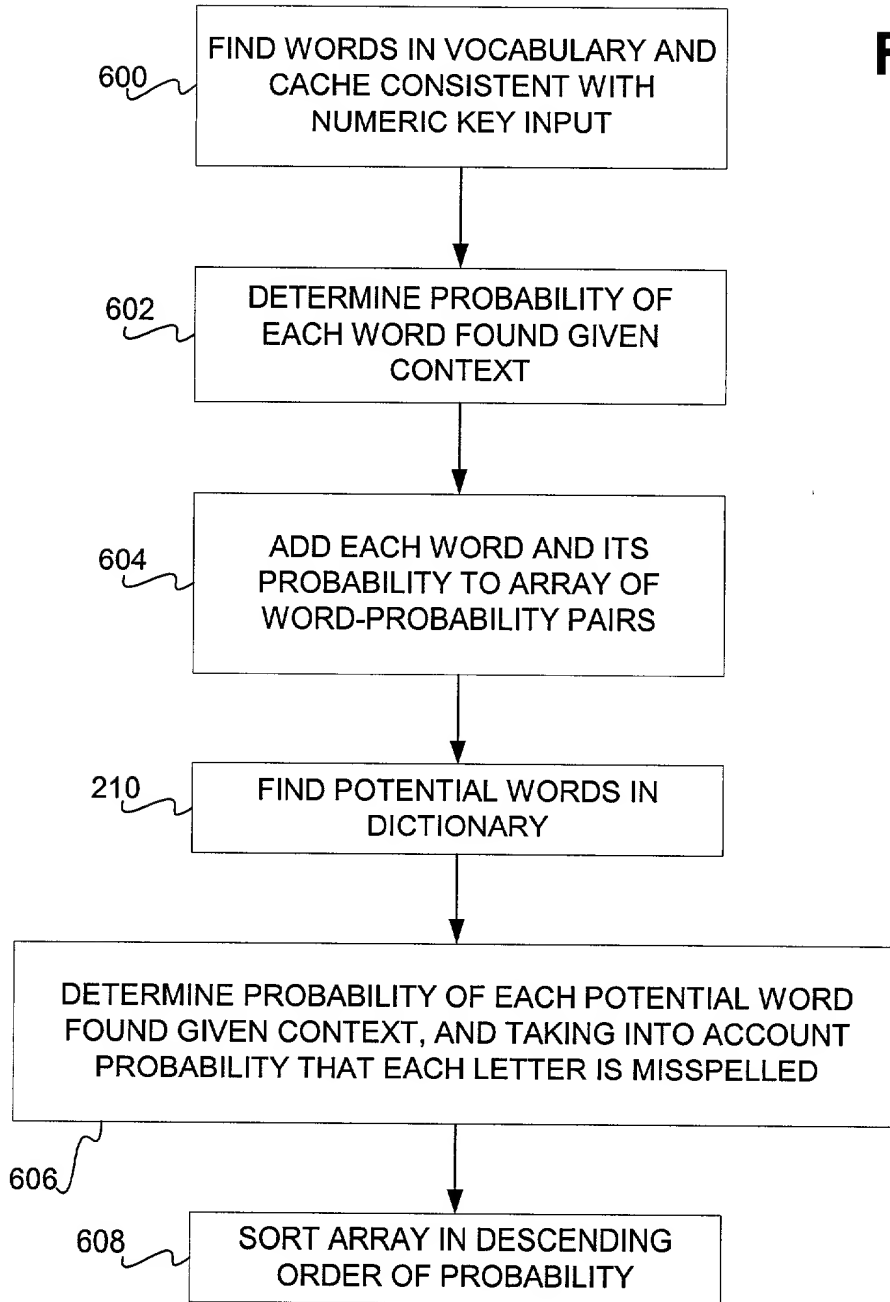 F
600
FIND WORDS IN VOCABULARY AND
CACHE CONSISTENT WITH
NUMERIC KEY INPUT
602
DETERMINE PROBABILITY OF
EACH WORD FOUND GIVEN
CONTEXT
604
ADD EACH WORD AND ITS
PROBABILITY TO ARRAY OF
WORD-PROBABILITY PAIRS
210
FIND POTENTIAL WORDS IN
DICTIONARY
DETERMINE PROBABILITY OF EACH POTENTIAL WORD
FOUND GIVEN CONTEXT, AND TAKING INTO ACCOUNT
PROBABILITY THAT EACH LETTER IS MISSPELLED
606
608
SORT ARRAY IN DESCENDING
ORDER OF PROBABILITY